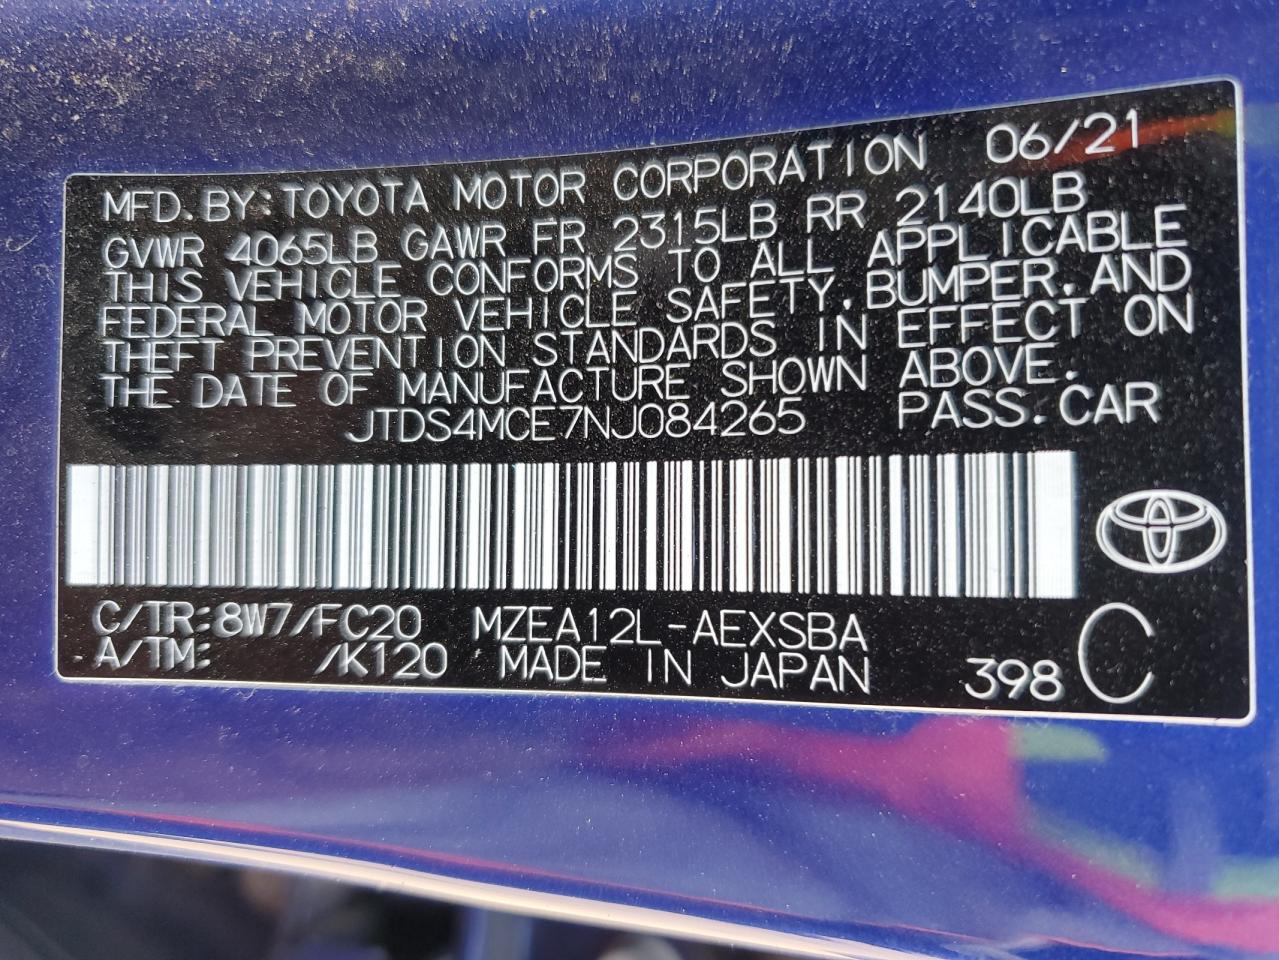 MFD. BY: TOYOTA MOTOR CORPORATION 06/21
GVWR 4065LB GAWR FR 2315LB RR 2140LB
THIS VEHICLE CONFORMS TO ALL APPLICABLE
FEDERAL MOTOR VEHICLE SAFETY, BUMPER, AND
THEFT PREVENTION STANDARDS IN EFFECT ON
THE DATE OF MANUFACTURE SHOWN ABOVE.
JTDS4MCE7NJ084265 PASS. CAR
C/TR: 8W7/FC20 MZEA12L-AEXSBA
A/TM: /K120 MADE IN JAPAN 398 C